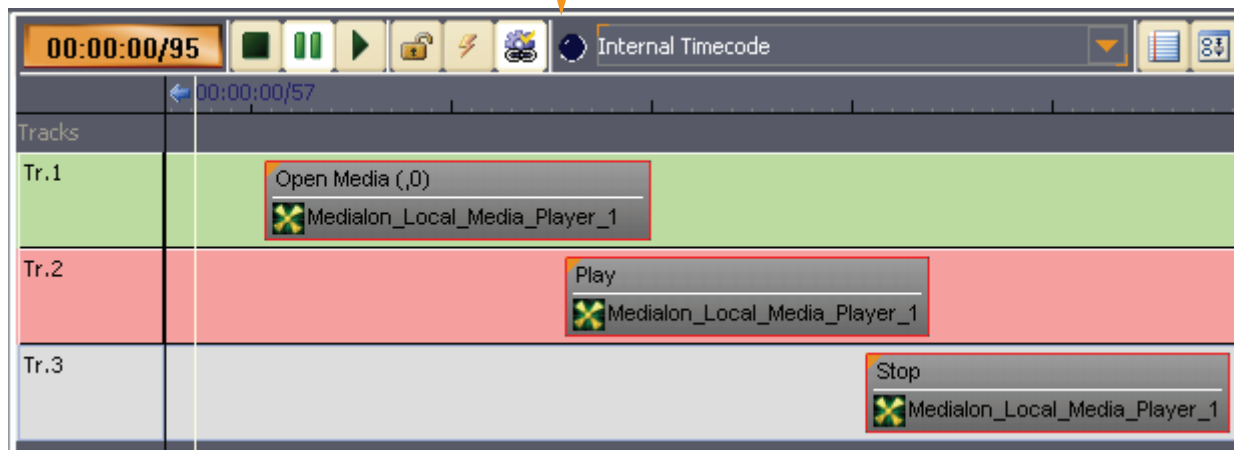 00:00:00/95
Internal Timecode
00:00:00/57
Tracks
Tr.1
Open Media (,0)
Medialon_Local_Media_Player_1
Tr.2
Play
Medialon_Local_Media_Player_1
Tr.3
Stop
Medialon_Local_Media_Player_1